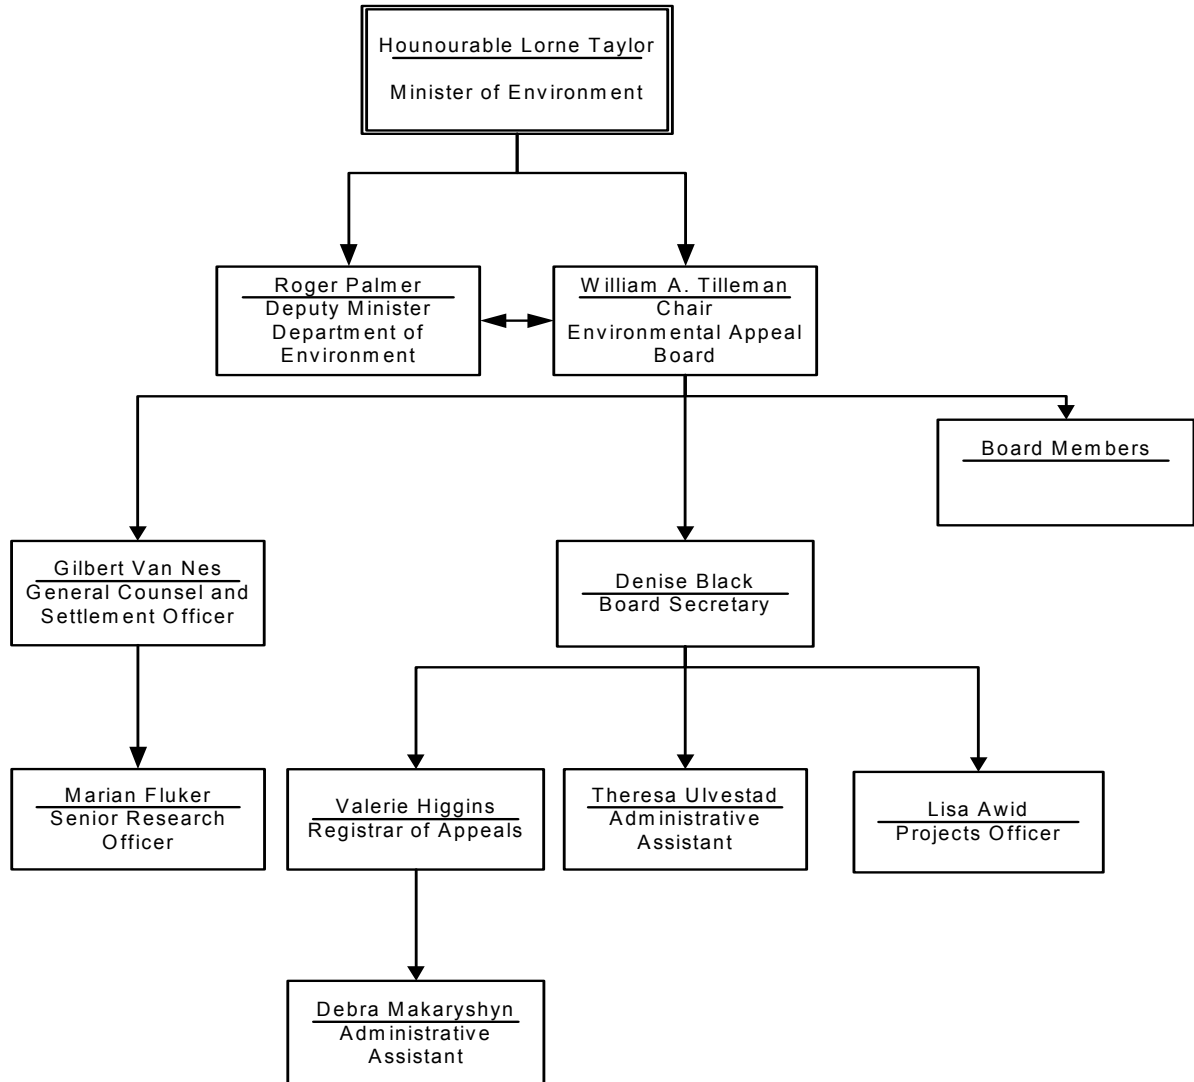 Hounourable Lorne Taylor
Minister of Environment
Roger Palmer
Deputy Minister
Department of
Environment
William A. Tilleman
Chair
Environmental Appeal
Board
Board Members
Gilbert Van Nes
General Counsel and
Settlement Officer
Denise Black
Board Secretary
Marian Fluker
Senior Research
Officer
Valerie Higgins
Registrar of Appeals
Theresa Ulvestad
Administrative
Assistant
Lisa Awid
Projects Officer
Debra Makaryshyn
Administrative
Assistant